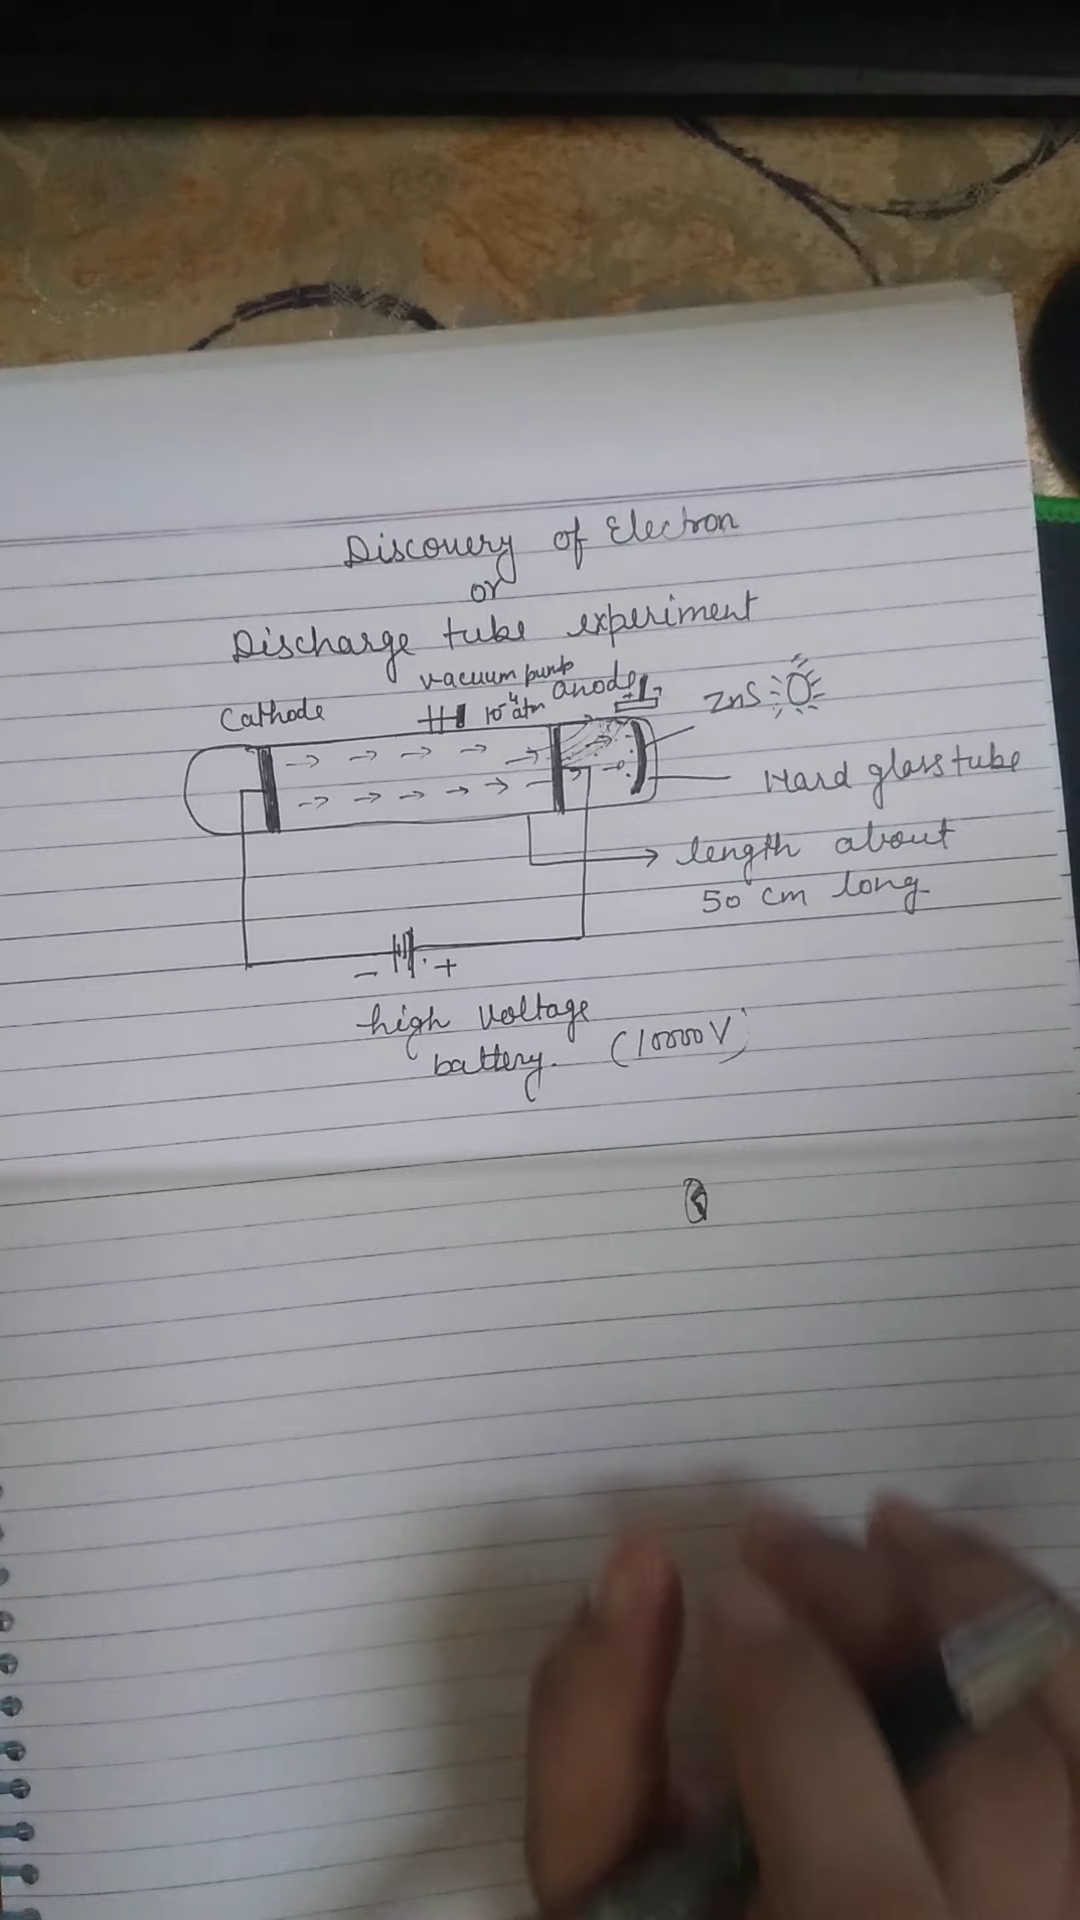 Discovery of Electron
or
Discharge tube experiment
vacuum pump
Cathode
10⁻⁴ atm
anode
ZnS
Hard glass tube
length about
50 cm long
- +
high voltage
battery. (10000V)